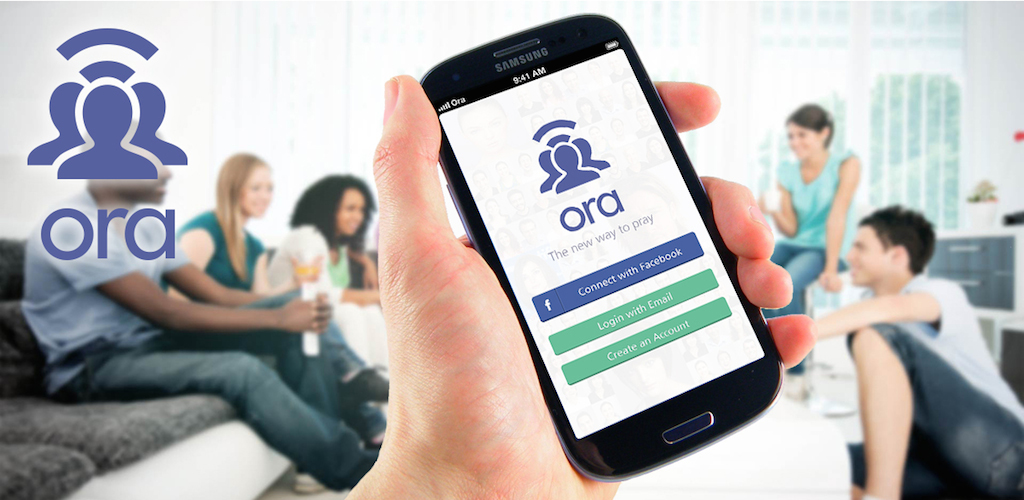 ora
SAMSUNG
Ora
9:41 AM
ora
The new way to pray
f
Connect with Facebook
Login with Email
Create an Account